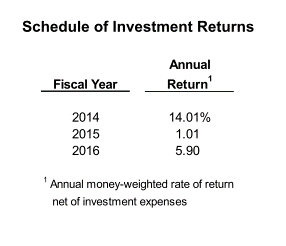 Schedule of Investment Returns
Annual
Fiscal Year Return¹
2014 14.01%
2015 1.01
2016 5.90
¹ Annual money-weighted rate of return
net of investment expenses